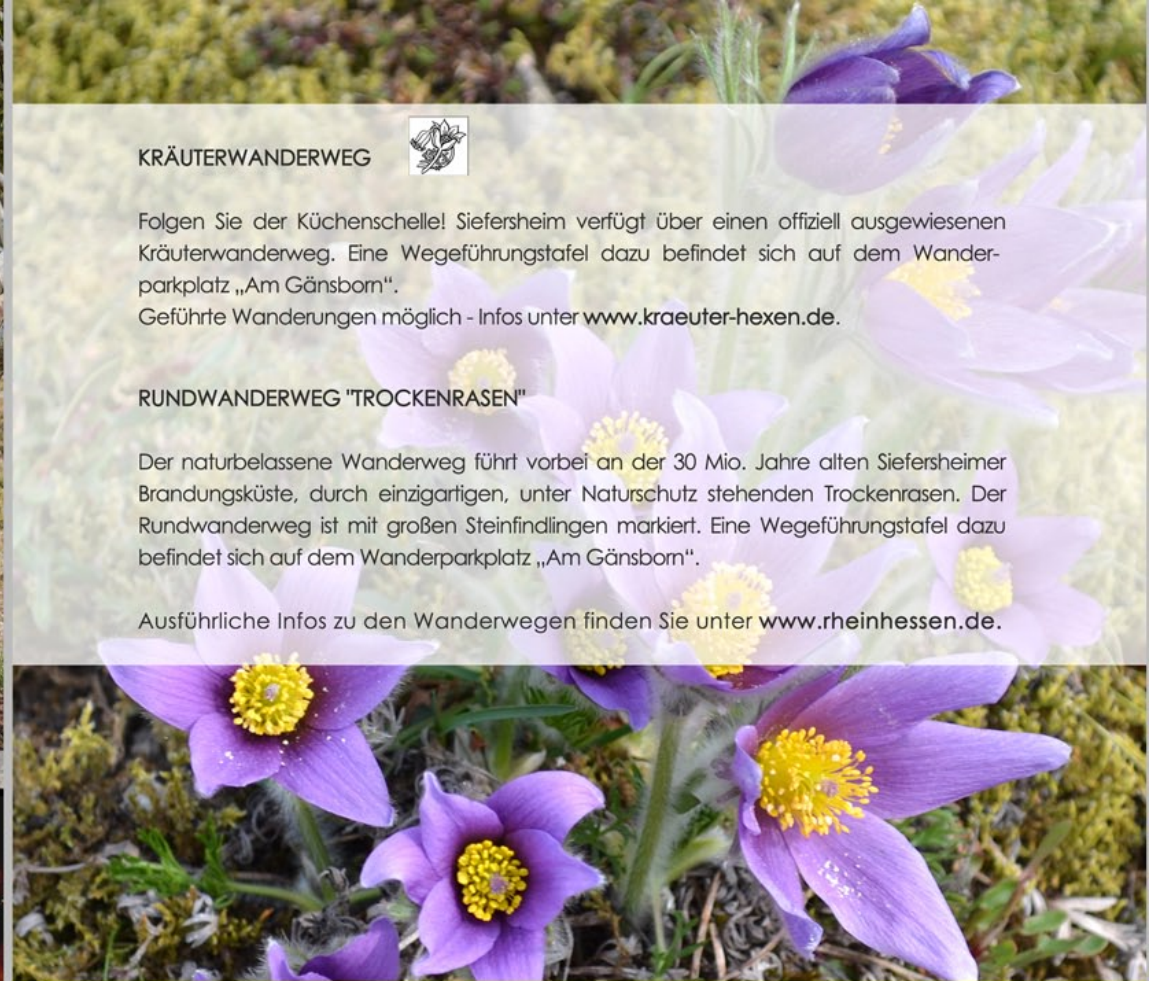 KRÄUTERWANDERWEG
Folgen Sie der Küchenschelle! Siefersheim verfügt über einen offiziell ausgewiesenen
Kräuterwanderweg. Eine Wegeführungstafel dazu befindet sich auf dem Wander-
parkplatz „Am Gänsborn“.
Geführte Wanderungen möglich - Infos unter www.kraeuter-hexen.de.
RUNDWANDERWEG "TROCKENRASEN"
Der naturbelassene Wanderweg führt vorbei an der 30 Mio. Jahre alten Siefersheimer
Brandungsküste, durch einzigartigen, unter Naturschutz stehenden Trockenrasen. Der
Rundwanderweg ist mit großen Steinfindlingen markiert. Eine Wegeführungstafel dazu
befindet sich auf dem Wanderparkplatz „Am Gänsborn“.
Ausführliche Infos zu den Wanderwegen finden Sie unter www.rheinhessen.de.